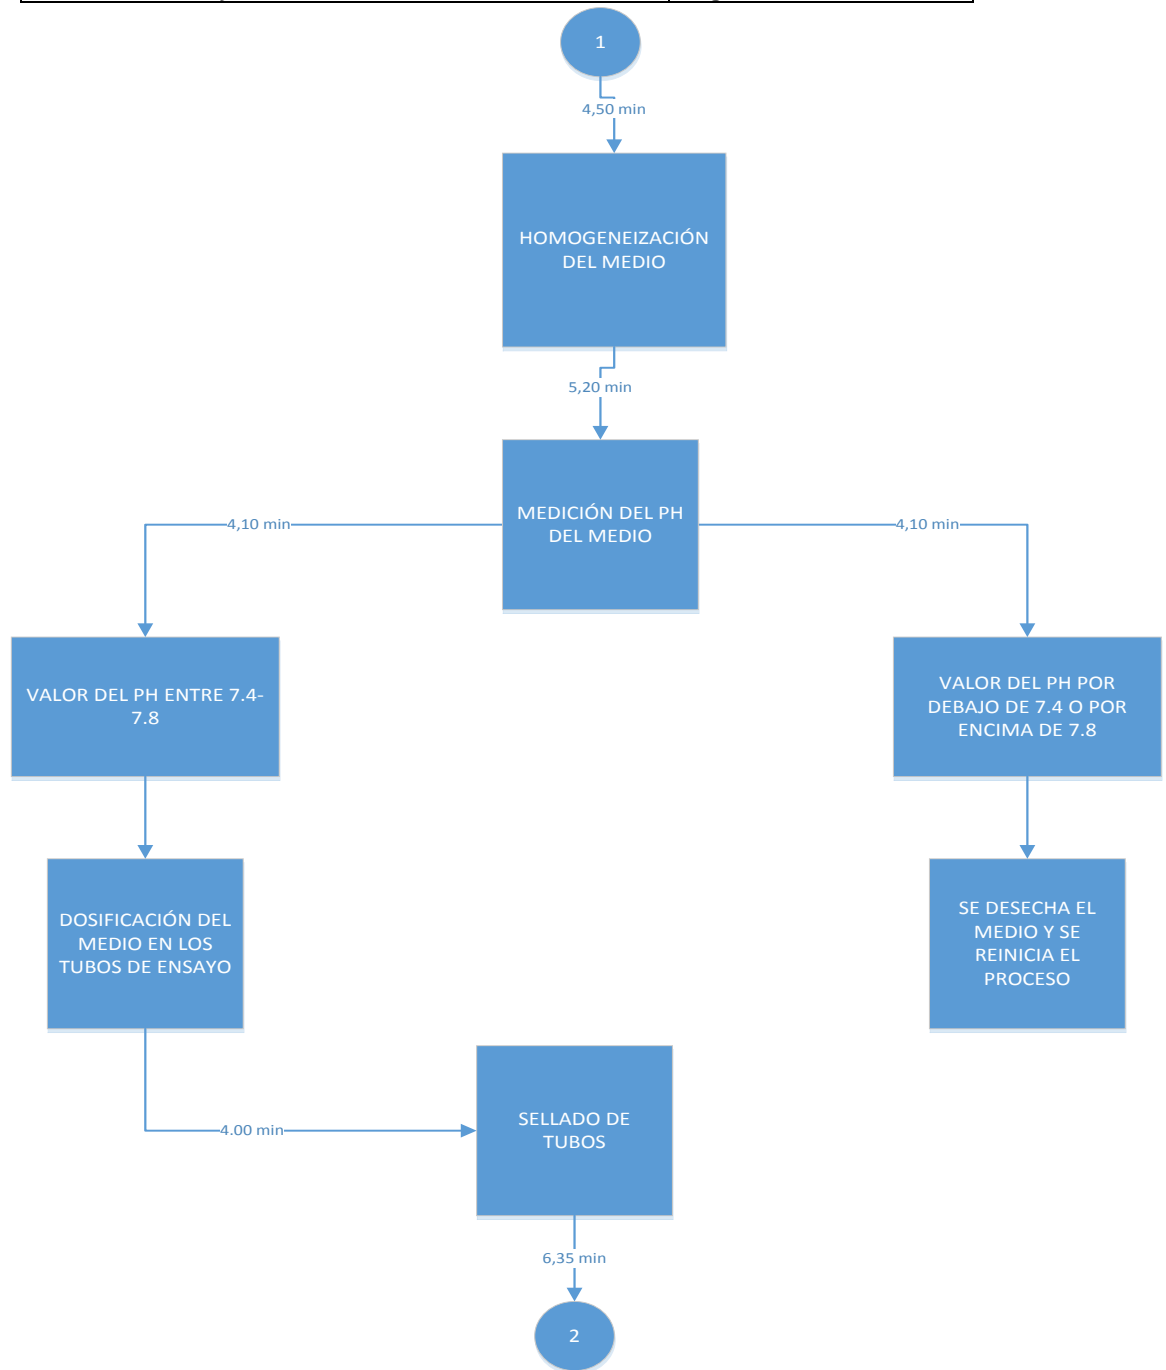 1
4,50 min
HOMOGENEIZACIÓN
DEL MEDIO
5,20 min
MEDICIÓN DEL PH
DEL MEDIO
4,10 min
4,10 min
VALOR DEL PH ENTRE 7.4-
7.8
VALOR DEL PH POR
DEBAJO DE 7.4 O POR
ENCIMA DE 7.8
DOSIFICACIÓN DEL
MEDIO EN LOS
TUBOS DE ENSAYO
SE DESECHA EL
MEDIO Y SE
REINICIA EL
PROCESO
4.00 min
SELLADO DE
TUBOS
6,35 min
2